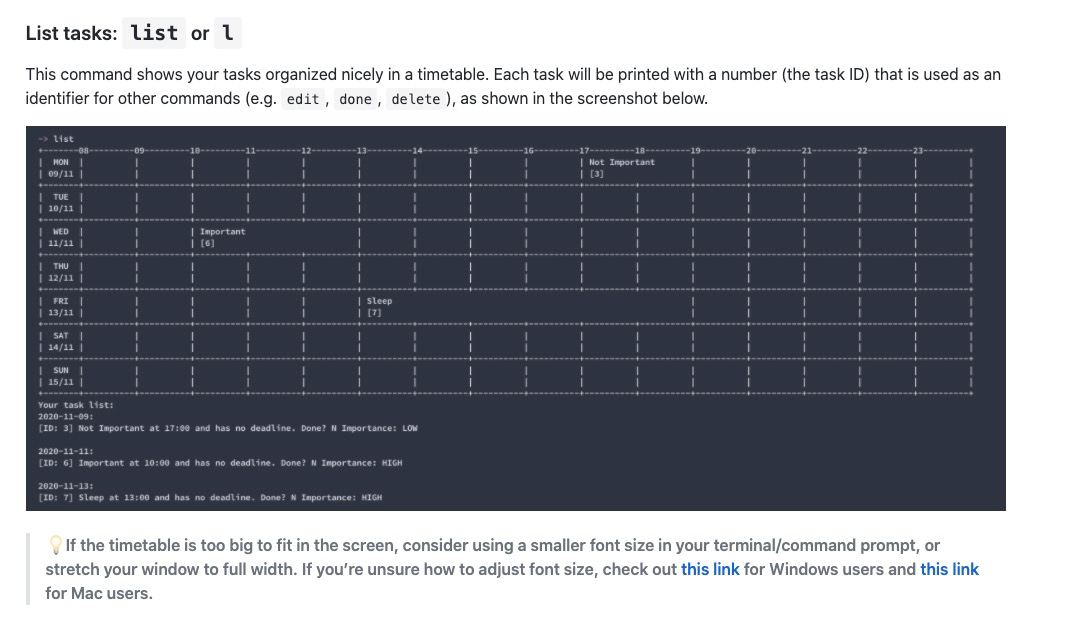 List tasks: list or l
This command shows your tasks organized nicely in a timetable. Each task will be printed with a number (the task ID) that is used as an
identifier for other commands (e.g. edit , done , delete ), as shown in the screenshot below.
-> list
+-------08--------09--------10--------11--------12--------13--------14--------15--------16--------17--------18--------19--------20--------21--------22--------23--------+
| MON | | | | | | | | | | Not Important | | | | | |
| 09/11 | | | | | | | | | | [3] | | | | | |
| TUE | | | | | | | | | | | | | | | | |
| 10/11 | | | | | | | | | | | | | | | | |
| WED | | | Important | | | | | | | | | | | |
| 11/11 | | | [6] | | | | | | | | | | | |
| THU | | | | | | | | | | | | | | | | |
| 12/11 | | | | | | | | | | | | | | | | |
| FRI | | | | | | Sleep | | | | | |
| 13/11 | | | | | | [7] | | | | | |
| SAT | | | | | | | | | | | | | | | | |
| 14/11 | | | | | | | | | | | | | | | | |
| SUN | | | | | | | | | | | | | | | | |
| 15/11 | | | | | | | | | | | | | | | | |
Your task list:
2020-11-09:
[ID: 3] Not Important at 17:00 and has no deadline. Done? N Importance: LOW
2020-11-11:
[ID: 6] Important at 10:00 and has no deadline. Done? N Importance: HIGH
2020-11-13:
[ID: 7] Sleep at 13:00 and has no deadline. Done? N Importance: HIGH
💡If the timetable is too big to fit in the screen, consider using a smaller font size in your terminal/command prompt, or
stretch your window to full width. If you’re unsure how to adjust font size, check out this link for Windows users and this link
for Mac users.